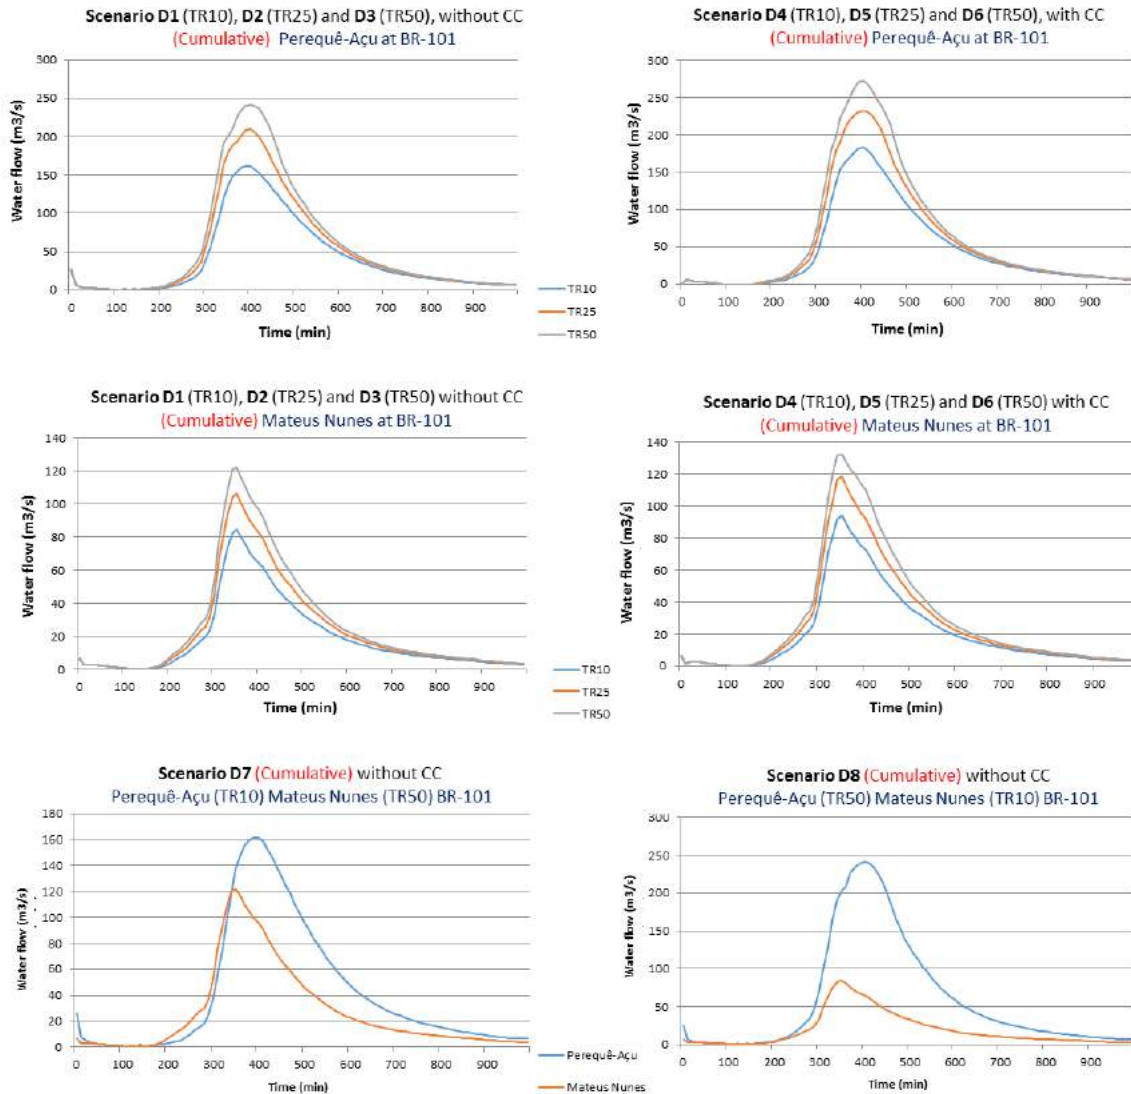 Scenario D1 (TR10), D2 (TR25) and D3 (TR50), without CC
(Cumulative) Perequê-Açu at BR-101
300
250
200
150
100
50
0
Water flow (m3/s)
0 100 200 300 400 500 600 700 800 900
Time (min)
TR10
TR25
TR50
Scenario D4 (TR10), D5 (TR25) and D6 (TR50), with CC
(Cumulative) Perequê-Açu at BR-101
300
250
200
150
100
50
0
Water flow (m3/s)
0 100 200 300 400 500 600 700 800 900
Time (min)
Scenario D1 (TR10), D2 (TR25) and D3 (TR50) without CC
(Cumulative) Mateus Nunes at BR-101
140
120
100
80
60
40
20
0
Water flow (m3/s)
0 100 200 300 400 500 600 700 800 900
Time (min)
TR10
TR25
TR50
Scenario D4 (TR10), D5 (TR25) and D6 (TR50) with CC
(Cumulative) Mateus Nunes at BR-101
140
120
100
80
60
40
20
0
Water flow (m3/s)
0 100 200 300 400 500 600 700 800 900
Time (min)
Scenario D7 (Cumulative) without CC
Perequê-Açu (TR10) Mateus Nunes (TR50) BR-101
180
160
140
120
100
80
60
40
20
0
Water flow (m3/s)
0 100 200 300 400 500 600 700 800 900
Time (min)
Perequê-Açu
Mateus Nunes
Scenario D8 (Cumulative) without CC
Perequê-Açu (TR50) Mateus Nunes (TR10) BR-101
300
250
200
150
100
50
0
Water flow (m3/s)
0 100 200 300 400 500 600 700 800 900
Time (min)